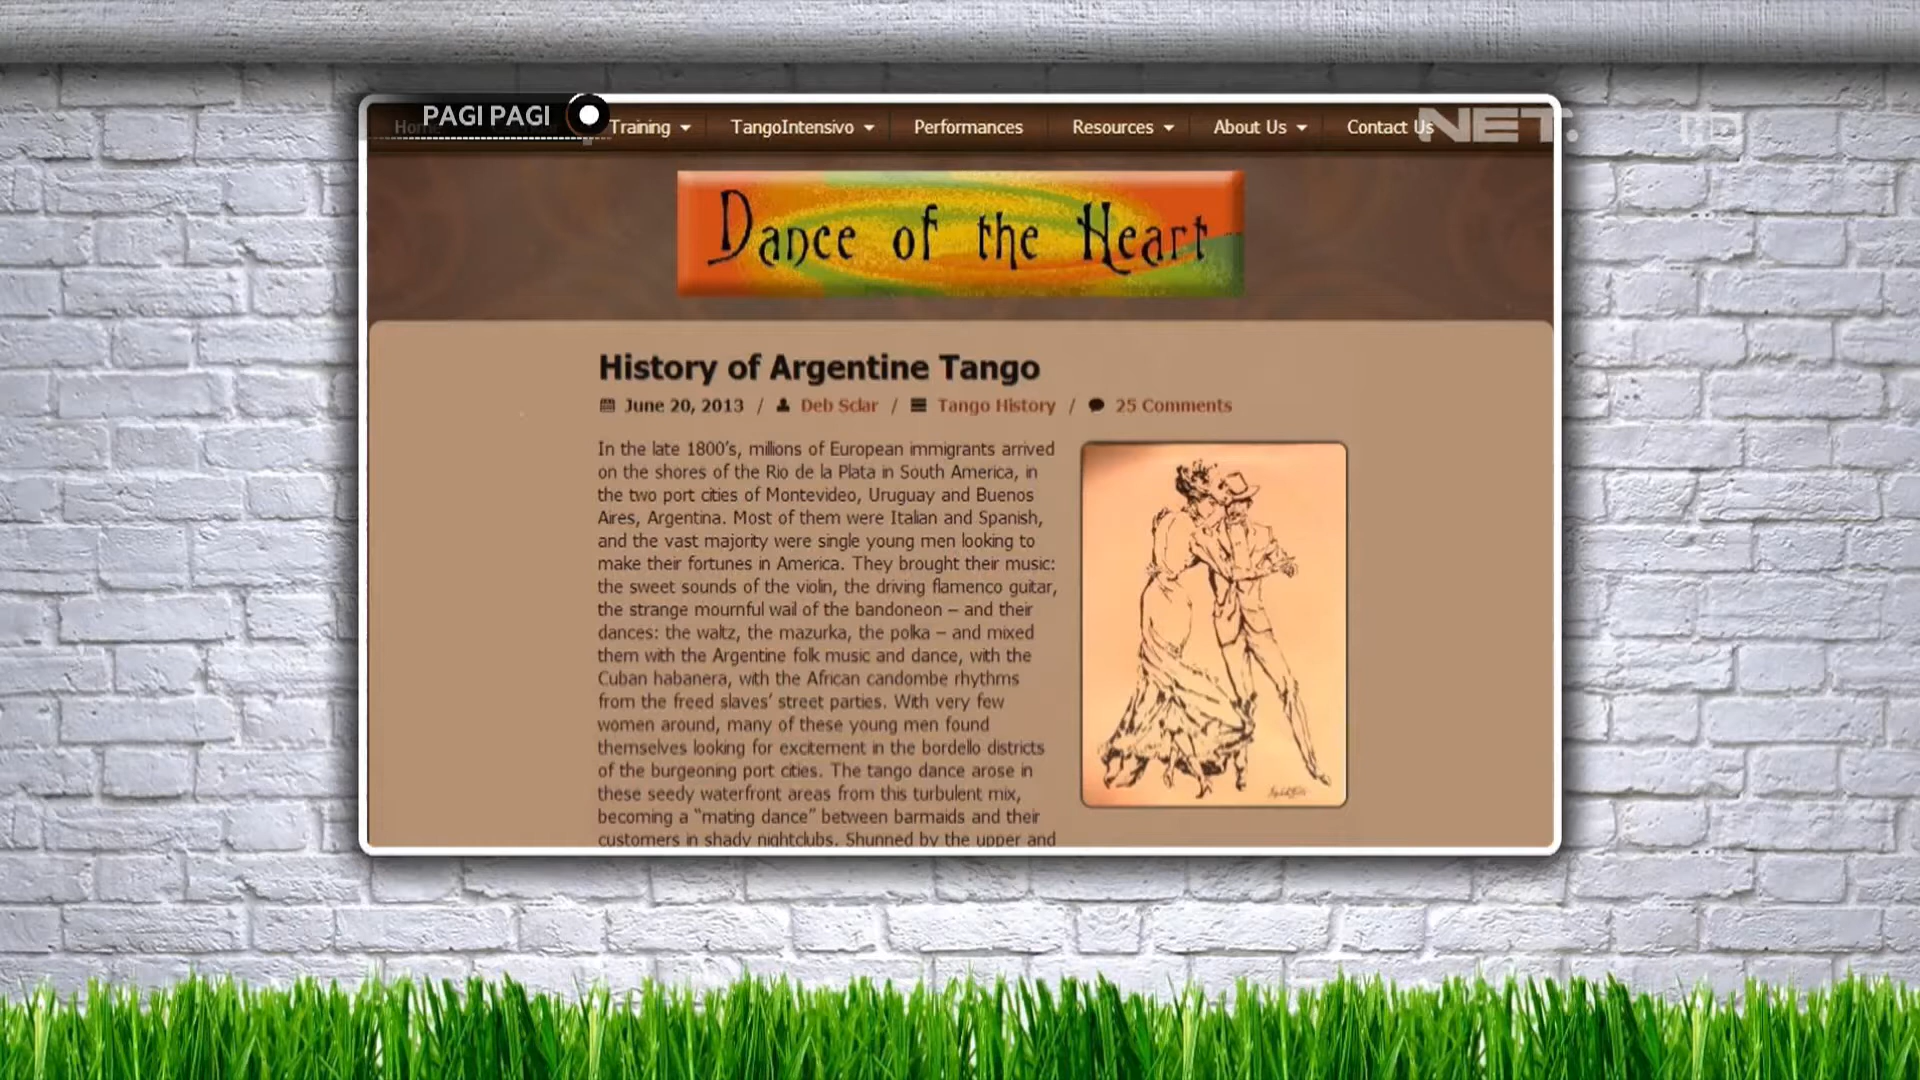 PAGI PAGI
Home Training TangoIntensivo Performances Resources About Us Contact Us
NET.
HD
Dance of the Heart
History of Argentine Tango
June 20, 2013 / Deb Sclar / Tango History / 25 Comments
In the late 1800's, millions of European immigrants arrived
on the shores of the Rio de la Plata in South America, in
the two port cities of Montevideo, Uruguay and Buenos
Aires, Argentina. Most of them were Italian and Spanish,
and the vast majority were single young men looking to
make their fortunes in America. They brought their music:
the sweet sounds of the violin, the driving flamenco guitar,
the strange mournful wail of the bandoneon – and their
dances: the waltz, the mazurka, the polka – and mixed
them with the Argentine folk music and dance, with the
Cuban habanera, with the African candombe rhythms
from the freed slaves' street parties. With very few
women around, many of these young men found
themselves looking for excitement in the bordello districts
of the burgeoning port cities. The tango dance arose in
these seedy waterfront areas from this turbulent mix,
becoming a “mating dance” between barmaids and their
customers in shady nightclubs. Shunned by the upper and